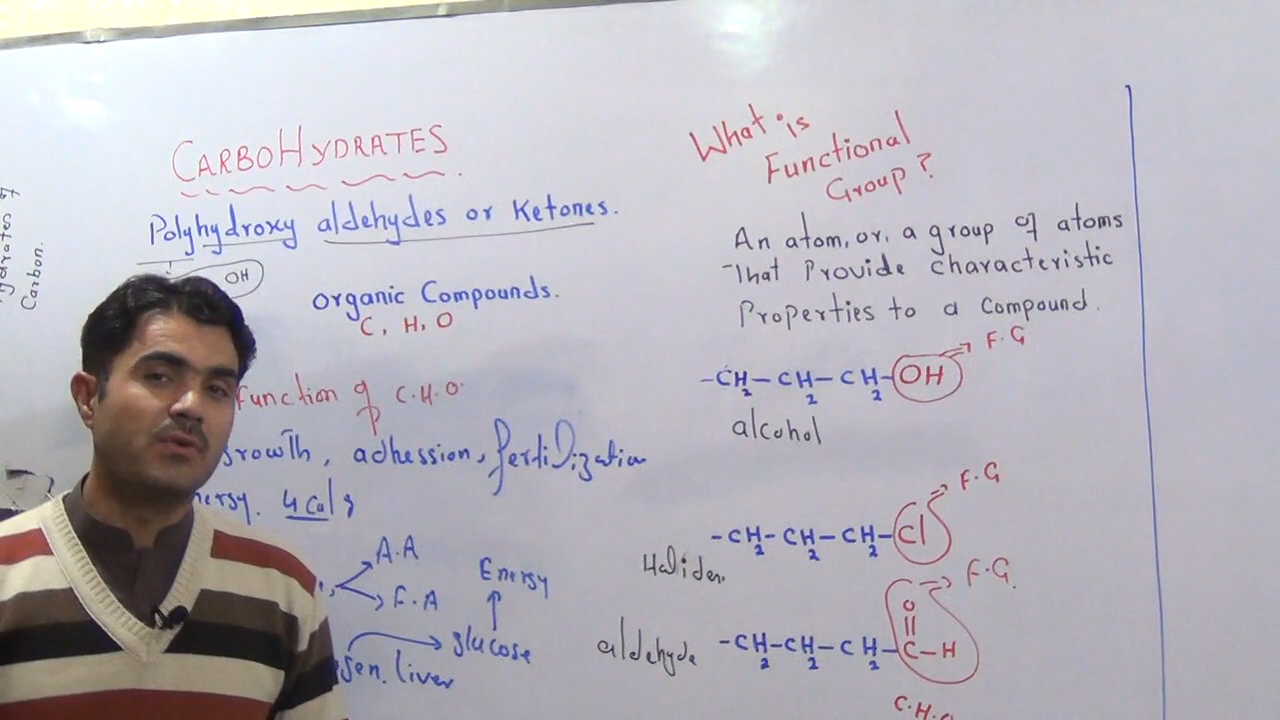 CARBOHYDRATES.
Polyhydroxy aldehydes or Ketones.
OH
Organic Compounds.
C, H, O
Function of C.H.O
growth, adhession, fertilization
4 Cal
A.A
F.A
Energy
glucose
liver
Carbon.
What is
Functional
Group?
An atom, or, a group of atoms
That Provide characteristic
Properties to a compound.
-CH2-CH2-CH2-OH F.G
alcohol
-CH2-CH2-CH2-Cl F.G
Halides.
F.G.
O
aldehyde -CH2-CH2-CH2-C-H